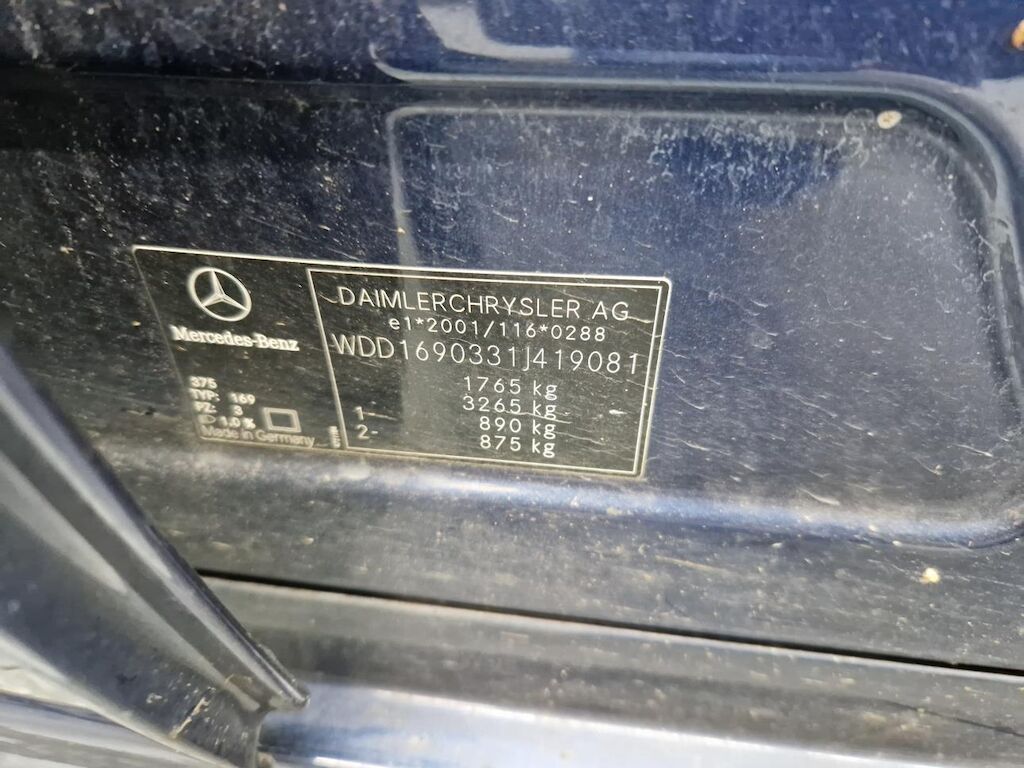 Mercedes-Benz
375
TYP: 169
PZ: 3
1.0 %
Made in Germany
DAIMLERCHRYSLER AG
e1*2001/116*0288
WDD1690331J419081
1765 kg
3265 kg
1- 890 kg
2- 875 kg